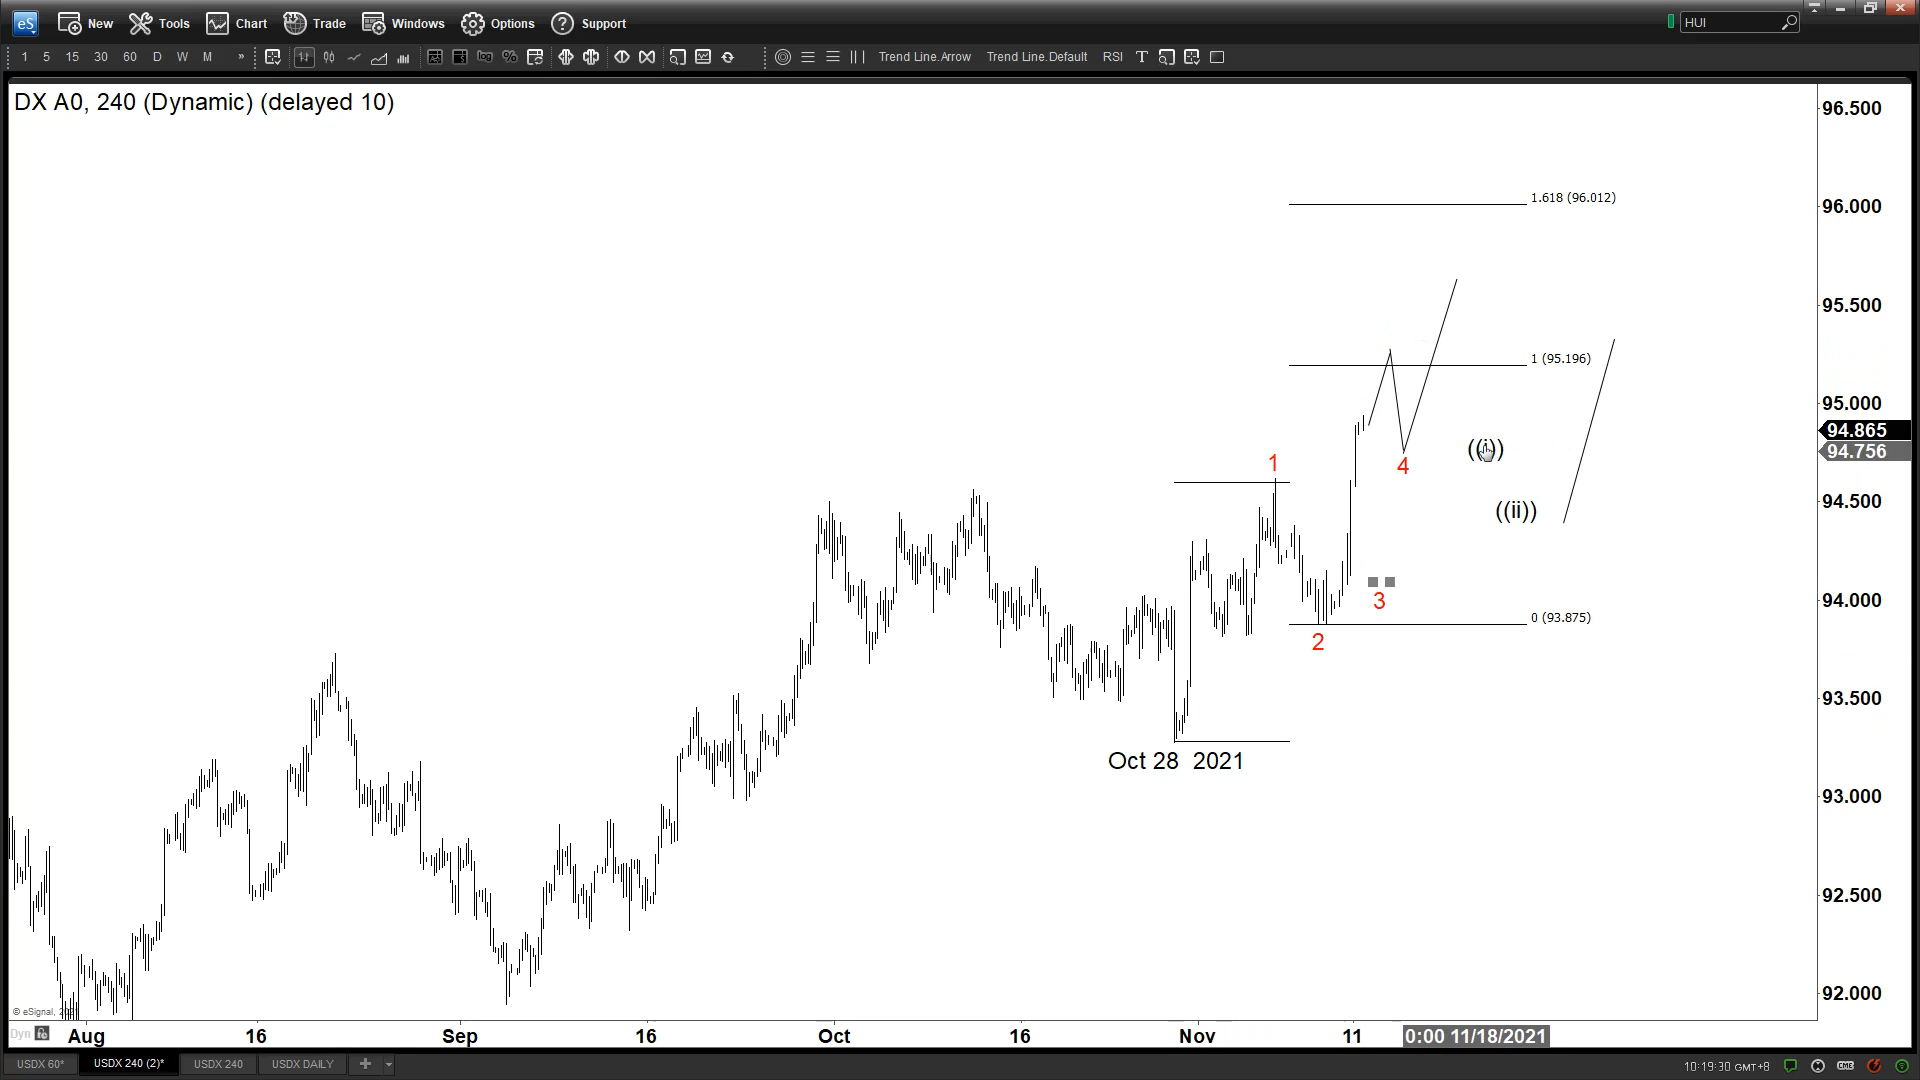 eS New Tools Chart Trade Windows Options Support HUI
1 5 15 30 60 D W M » log % Trend Line.Arrow Trend Line.Default RSI T
DX A0, 240 (Dynamic) (delayed 10)
96.500
1.618 (96.012)
96.000
95.500
1 (95.196)
95.000
94.865
94.756
((i))
1
4
94.500
((ii))
94.000
3
0 (93.875)
2
93.500
Oct 28 2021
93.000
92.500
92.000
© eSignal,
Dyn
Aug 16 Sep 16 Oct 16 Nov 11 0:00 11/18/2021
USDX 60* USDX 240 (2)* USDX 240 USDX DAILY +
10:19:30 GMT+8 CME